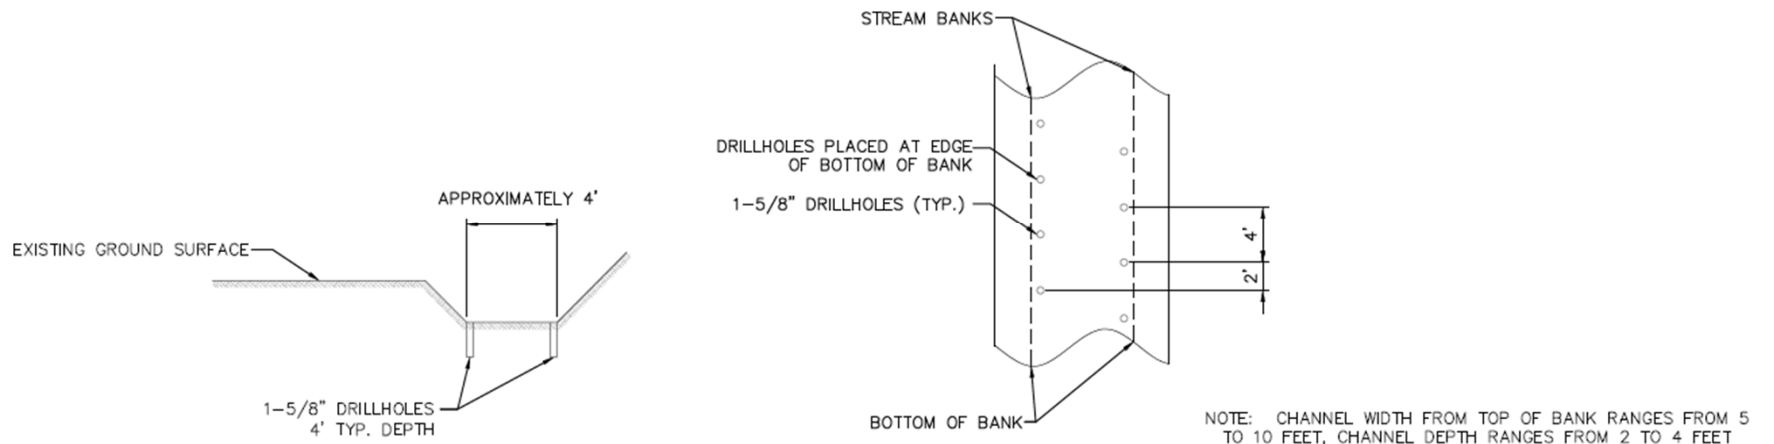 STREAM BANKS
DRILLHOLES PLACED AT EDGE
OF BOTTOM OF BANK
1-5/8" DRILLHOLES (TYP.)
APPROXIMATELY 4'
EXISTING GROUND SURFACE
4'
2'
1-5/8" DRILLHOLES
4' TYP. DEPTH
BOTTOM OF BANK
NOTE: CHANNEL WIDTH FROM TOP OF BANK RANGES FROM 5
TO 10 FEET, CHANNEL DEPTH RANGES FROM 2 TO 4 FEET